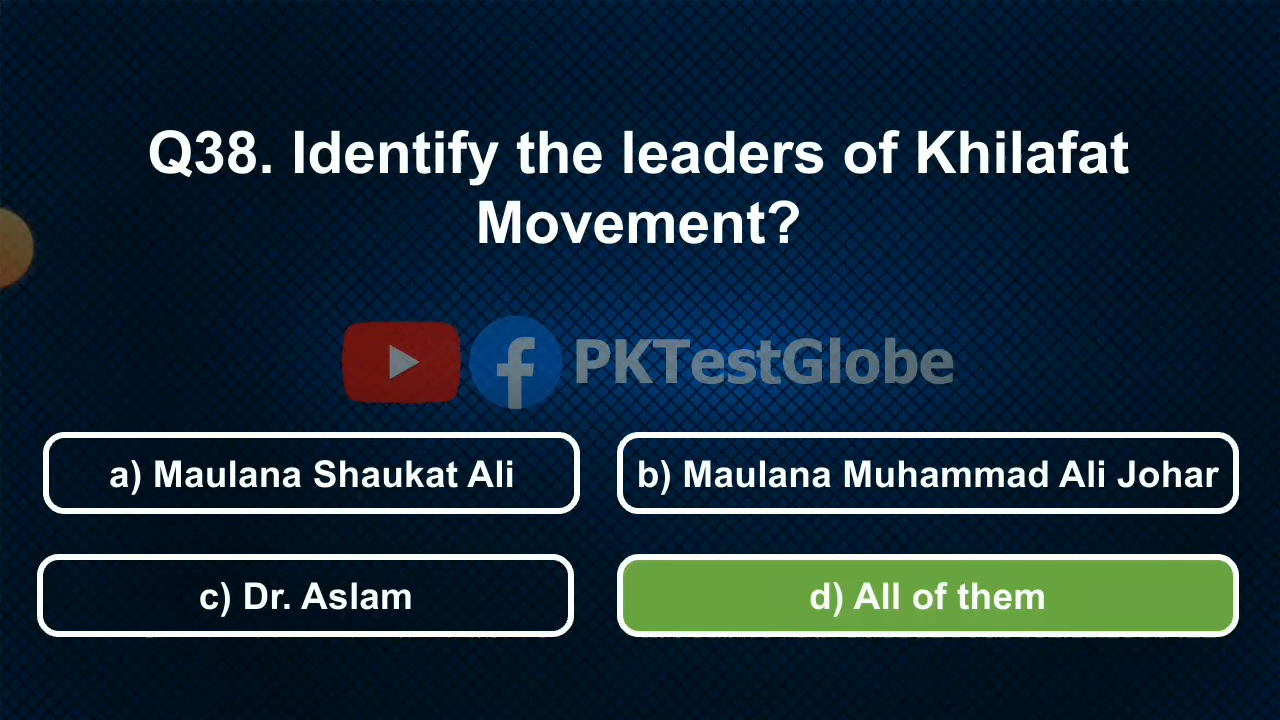 Q38. Identify the leaders of Khilafat
Movement?
PKTestGlobe
a) Maulana Shaukat Ali
b) Maulana Muhammad Ali Johar
c) Dr. Aslam
d) All of them